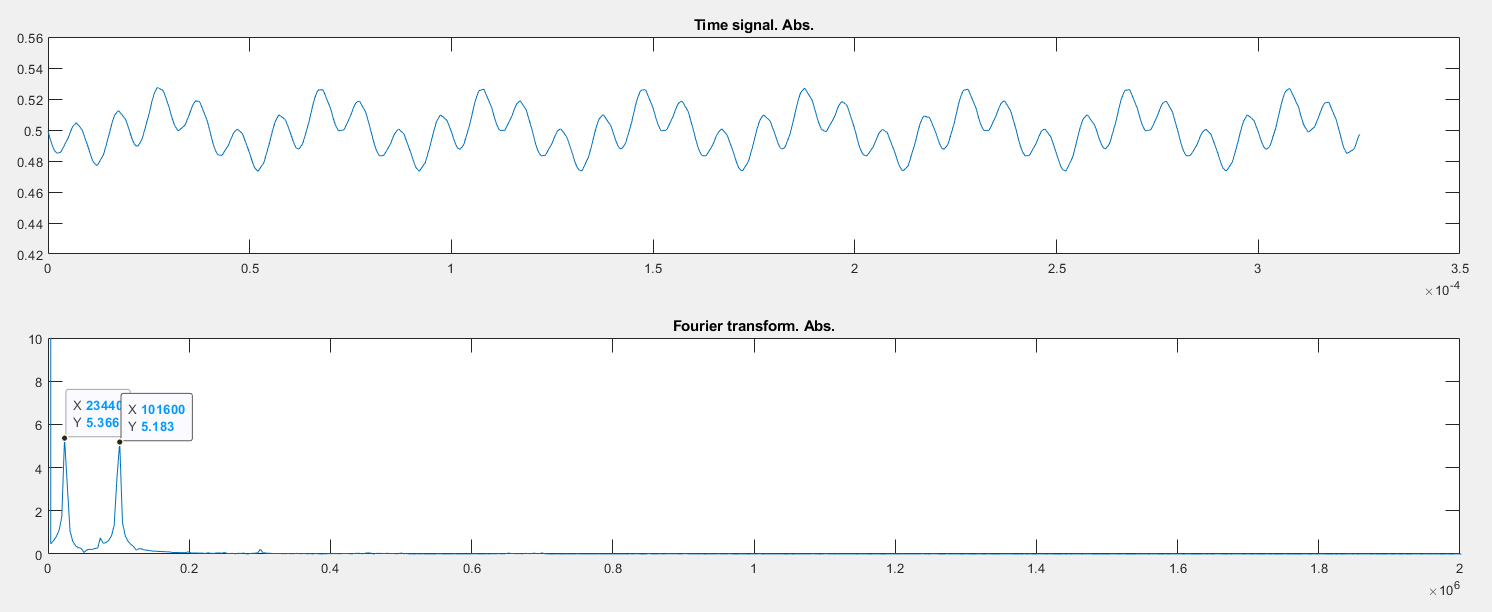 Time signal. Abs.
0.56
0.54
0.52
0.5
0.48
0.46
0.44
0.42
0 0.5 1 1.5 2 2.5 3 3.5
×10-4
Fourier transform. Abs.
10
8
6
4
2
0
X 23440
Y 5.366
X 101600
Y 5.183
0 0.2 0.4 0.6 0.8 1 1.2 1.4 1.6 1.8 2
×106